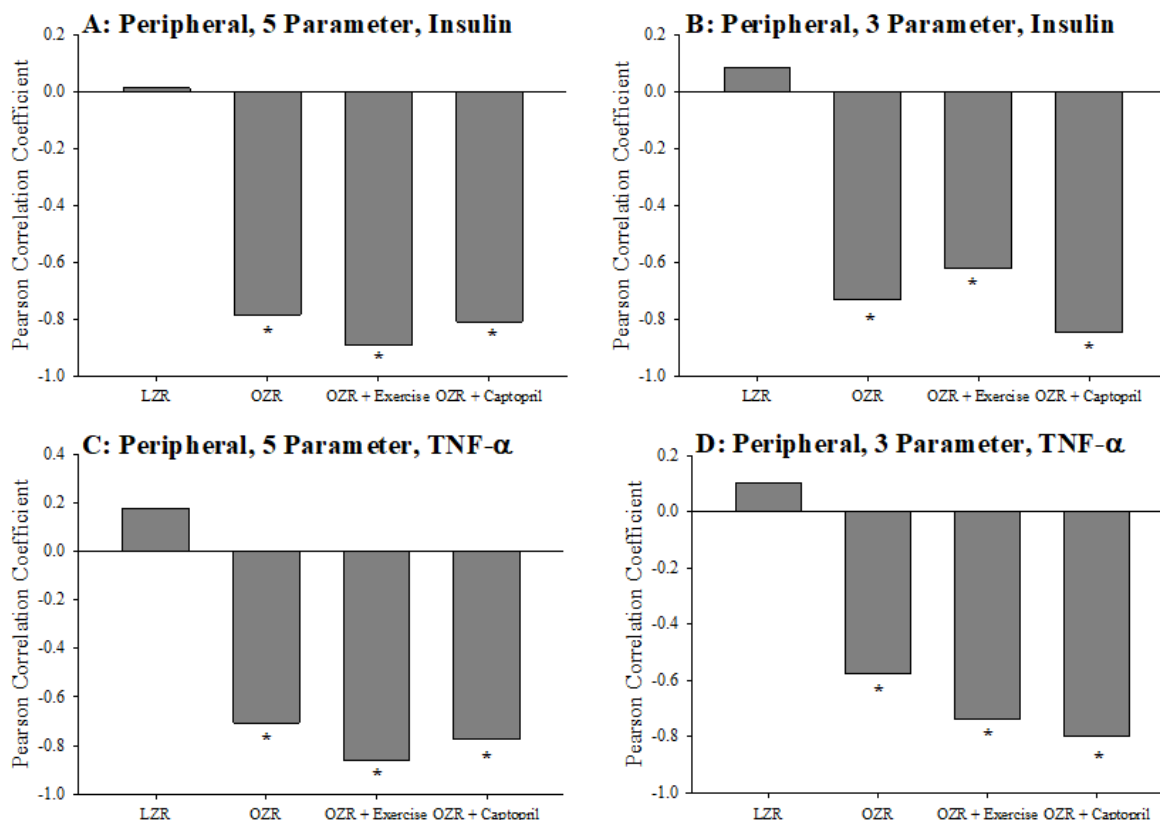 A: Peripheral, 5 Parameter, Insulin
Pearson Correlation Coefficient
0.2
0.0
-0.2
-0.4
-0.6
-0.8
-1.0
*
*
*
LZR
OZR
OZR + Exercise
OZR + Captopril
B: Peripheral, 3 Parameter, Insulin
Pearson Correlation Coefficient
0.2
0.0
-0.2
-0.4
-0.6
-0.8
-1.0
*
*
*
LZR
OZR
OZR + Exercise
OZR + Captopril
C: Peripheral, 5 Parameter, TNF-α
Pearson Correlation Coefficient
0.4
0.2
0.0
-0.2
-0.4
-0.6
-0.8
-1.0
*
*
*
LZR
OZR
OZR + Exercise
OZR + Captopril
D: Peripheral, 3 Parameter, TNF-α
Pearson Correlation Coefficient
0.2
0.0
-0.2
-0.4
-0.6
-0.8
-1.0
*
*
*
LZR
OZR
OZR + Exercise
OZR + Captopril